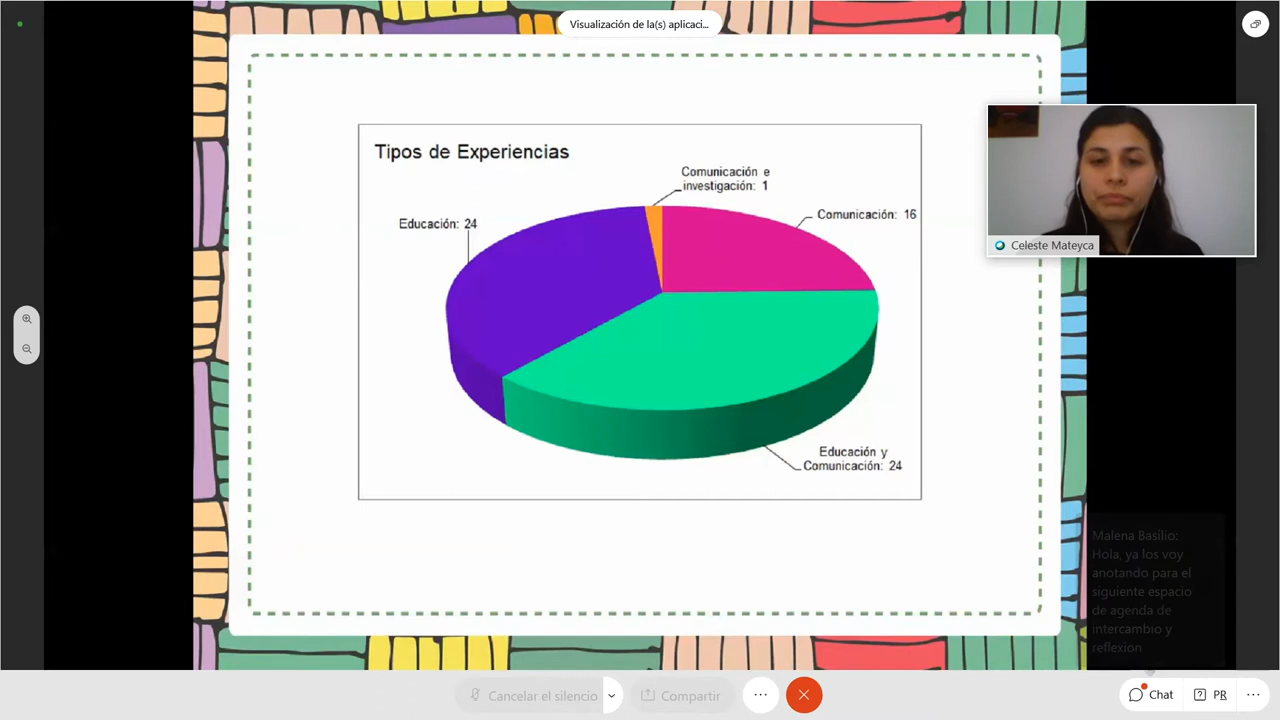 Visualización de la(s) aplicaci...
Tipos de Experiencias
Comunicación e
investigación: 1
Comunicación: 16
Educación: 24
Educación y
Comunicación: 24
Celeste Mateyca
Malena Basilio:
Hola, ya los voy
anotando para el
siguiente espacio
de agenda de
intercambio y
reflexion
Cancelar el silencio
Compartir
Chat
PR